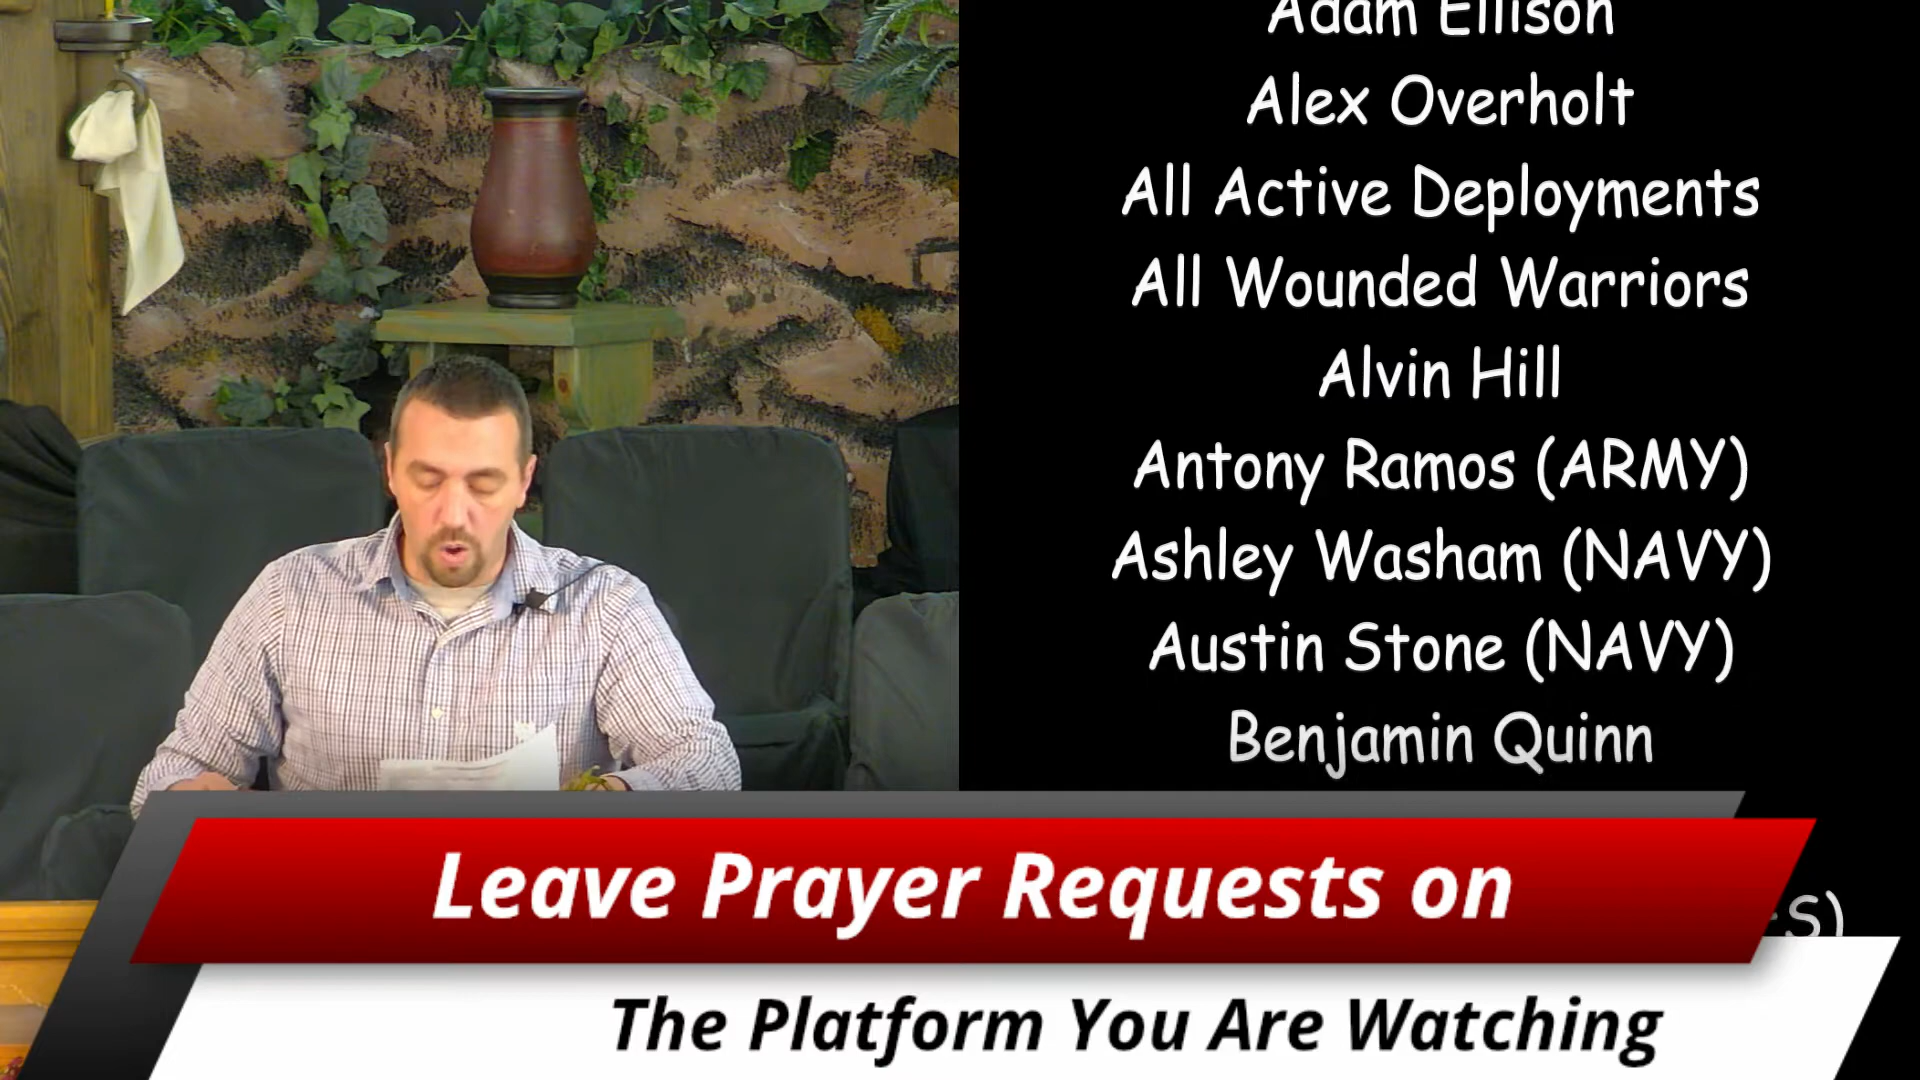 Adam Ellison
Alex Overholt
All Active Deployments
All Wounded Warriors
Alvin Hill
Antony Ramos (ARMY)
Ashley Washam (NAVY)
Austin Stone (NAVY)
Benjamin Quinn
Leave Prayer Requests on
The Platform You Are Watching